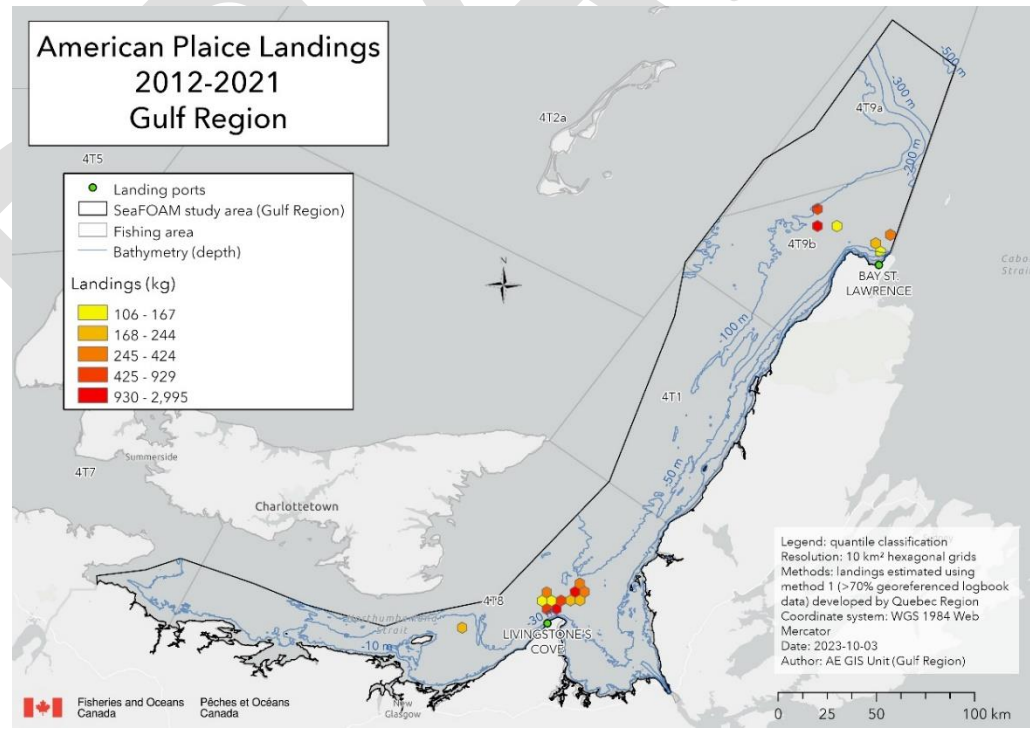 American Plaice Landings
2012-2021
Gulf Region
4T5
4T2a
4T9a
-500 m
-300 m
-200 m
Landing ports
SeaFOAM study area (Gulf Region)
Fishing area
Bathymetry (depth)
Landings (kg)
106 - 167
168 - 244
245 - 424
425 - 929
930 - 2,995
N
4T9b
BAY ST.
LAWRENCE
-100 m
4T1
-50 m
4T7
Summerside
Charlottetown
4T8
-30
Strait
LIVINGSTONE'S
COVE
-10 m
New
Glasgow
Legend: quantile classification
Resolution: 10 km² hexagonal grids
Methods: landings estimated using
method 1 (>70% georeferenced logbook
data) developed by Quebec Region
Coordinate system: WGS 1984 Web
Mercator
Date: 2023-10-03
Author: AE GIS Unit (Gulf Region)
0 25 50 100 km
Fisheries and Oceans Pêches et Océans
Canada Canada